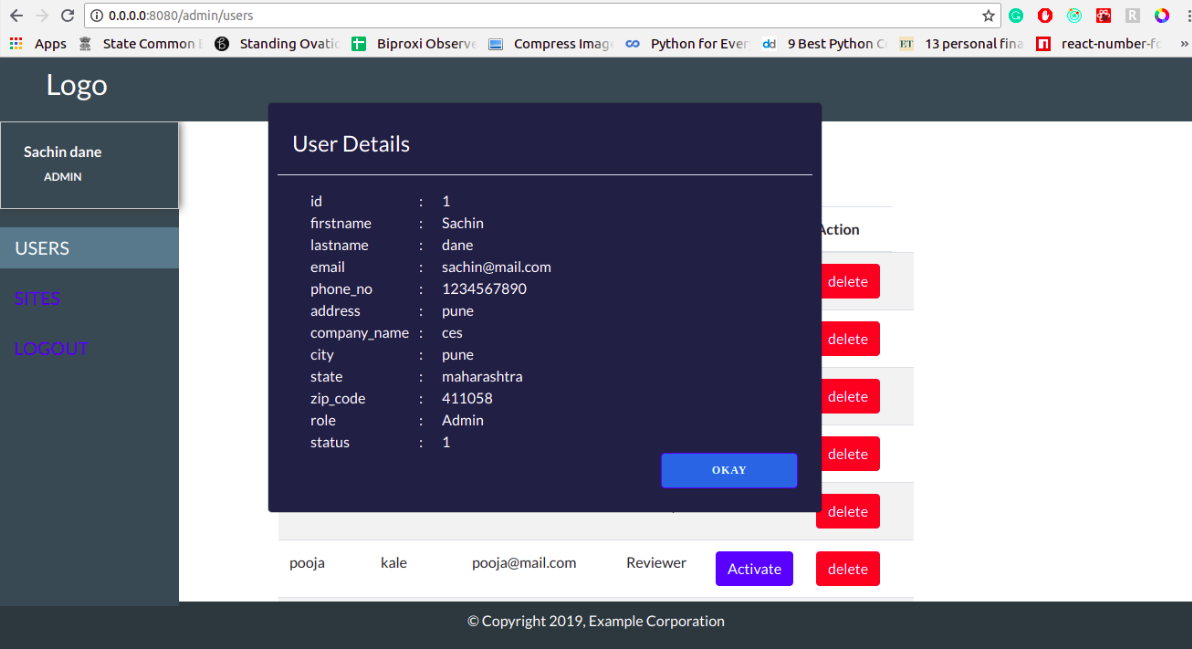 0.0.0.0:8080/admin/users
Apps State Common Standing Ovatio Biproxi Observe Compress Imag Python for Ever 9 Best Python C ET 13 personal fina react-number-fo »
Logo
Sachin dane
ADMIN
USERS
SITES
LOGOUT
User Details
id : 1
firstname : Sachin
lastname : dane
email : sachin@mail.com
phone_no : 1234567890
address : pune
company_name : ces
city : pune
state : maharashtra
zip_code : 411058
role : Admin
status : 1
OKAY
Action
delete
delete
delete
delete
delete
pooja kale pooja@mail.com Reviewer Activate delete
© Copyright 2019, Example Corporation